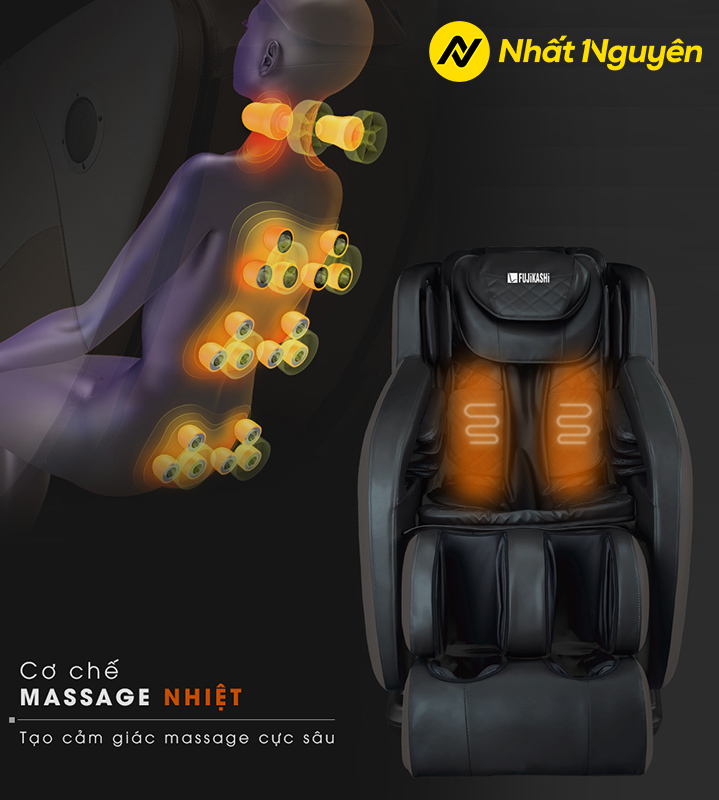 Nhất Nguyên
FUJIKASHI
Cơ chế
MASSAGE NHIỆT
Tạo cảm giác massage cực sâu